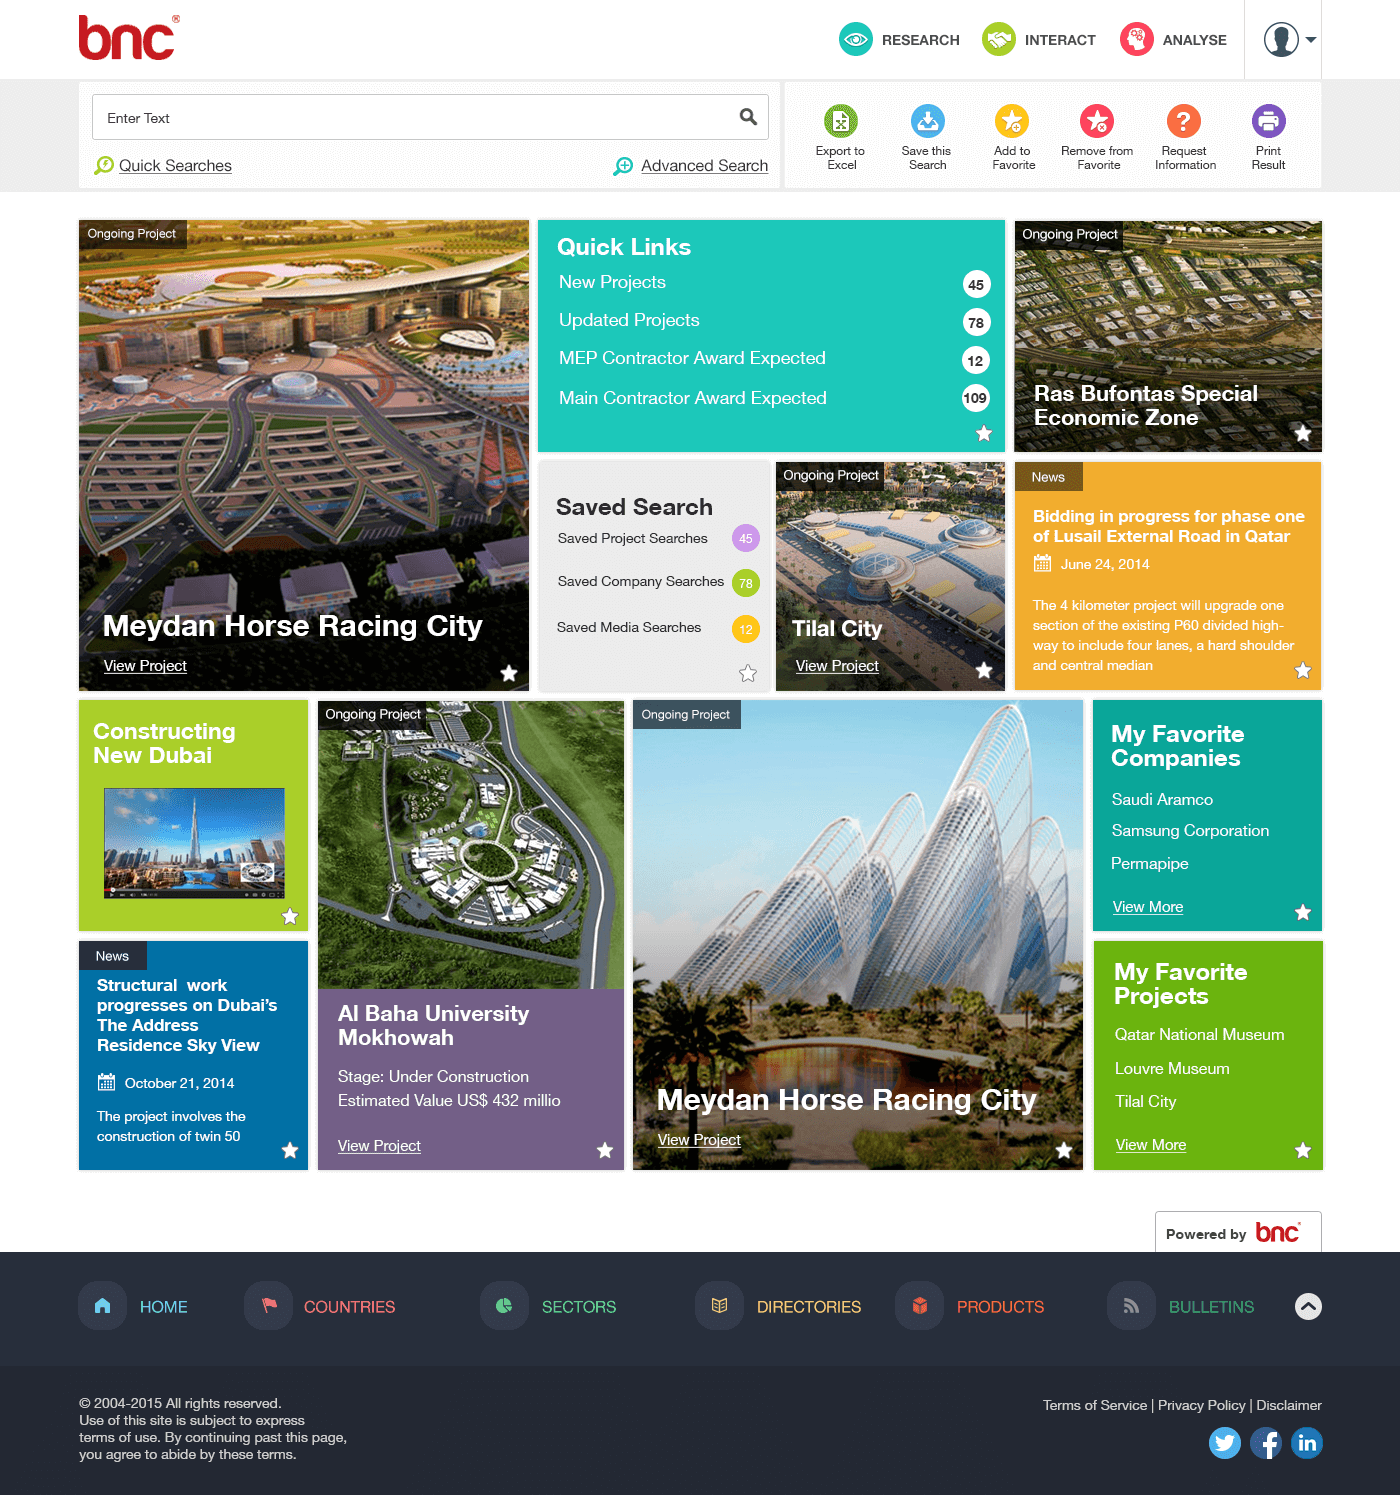 bnc®
RESEARCH
INTERACT
ANALYSE
Enter Text
Quick Searches
Advanced Search
Export to
Excel
Save this
Search
Add to
Favorite
Remove from
Favorite
Request
Information
Print
Result
Ongoing Project
Meydan Horse Racing City
View Project
Quick Links
New Projects 45
Updated Projects 78
MEP Contractor Award Expected 12
Main Contractor Award Expected 109
Ongoing Project
Ras Bufontas Special
Economic Zone
Saved Search
Saved Project Searches 45
Saved Company Searches 78
Saved Media Searches 12
Ongoing Project
Tilal City
View Project
News
Bidding in progress for phase one
of Lusail External Road in Qatar
June 24, 2014
The 4 kilometer project will upgrade one
section of the existing P60 divided high-
way to include four lanes, a hard shoulder
and central median
Constructing
New Dubai
Ongoing Project
Al Baha University
Mokhowah
Stage: Under Construction
Estimated Value US$ 432 millio
View Project
Ongoing Project
Meydan Horse Racing City
View Project
My Favorite
Companies
Saudi Aramco
Samsung Corporation
Permapipe
View More
News
Structural  work
progresses on Dubai's
The Address
Residence Sky View
October 21, 2014
The project involves the
construction of twin 50
My Favorite
Projects
Qatar National Museum
Louvre Museum
Tilal City
View More
Powered by bnc
HOME
COUNTRIES
SECTORS
DIRECTORIES
PRODUCTS
BULLETINS
© 2004-2015 All rights reserved.
Use of this site is subject to express
terms of use. By continuing past this page,
you agree to abide by these terms.
Terms of Service | Privacy Policy | Disclaimer